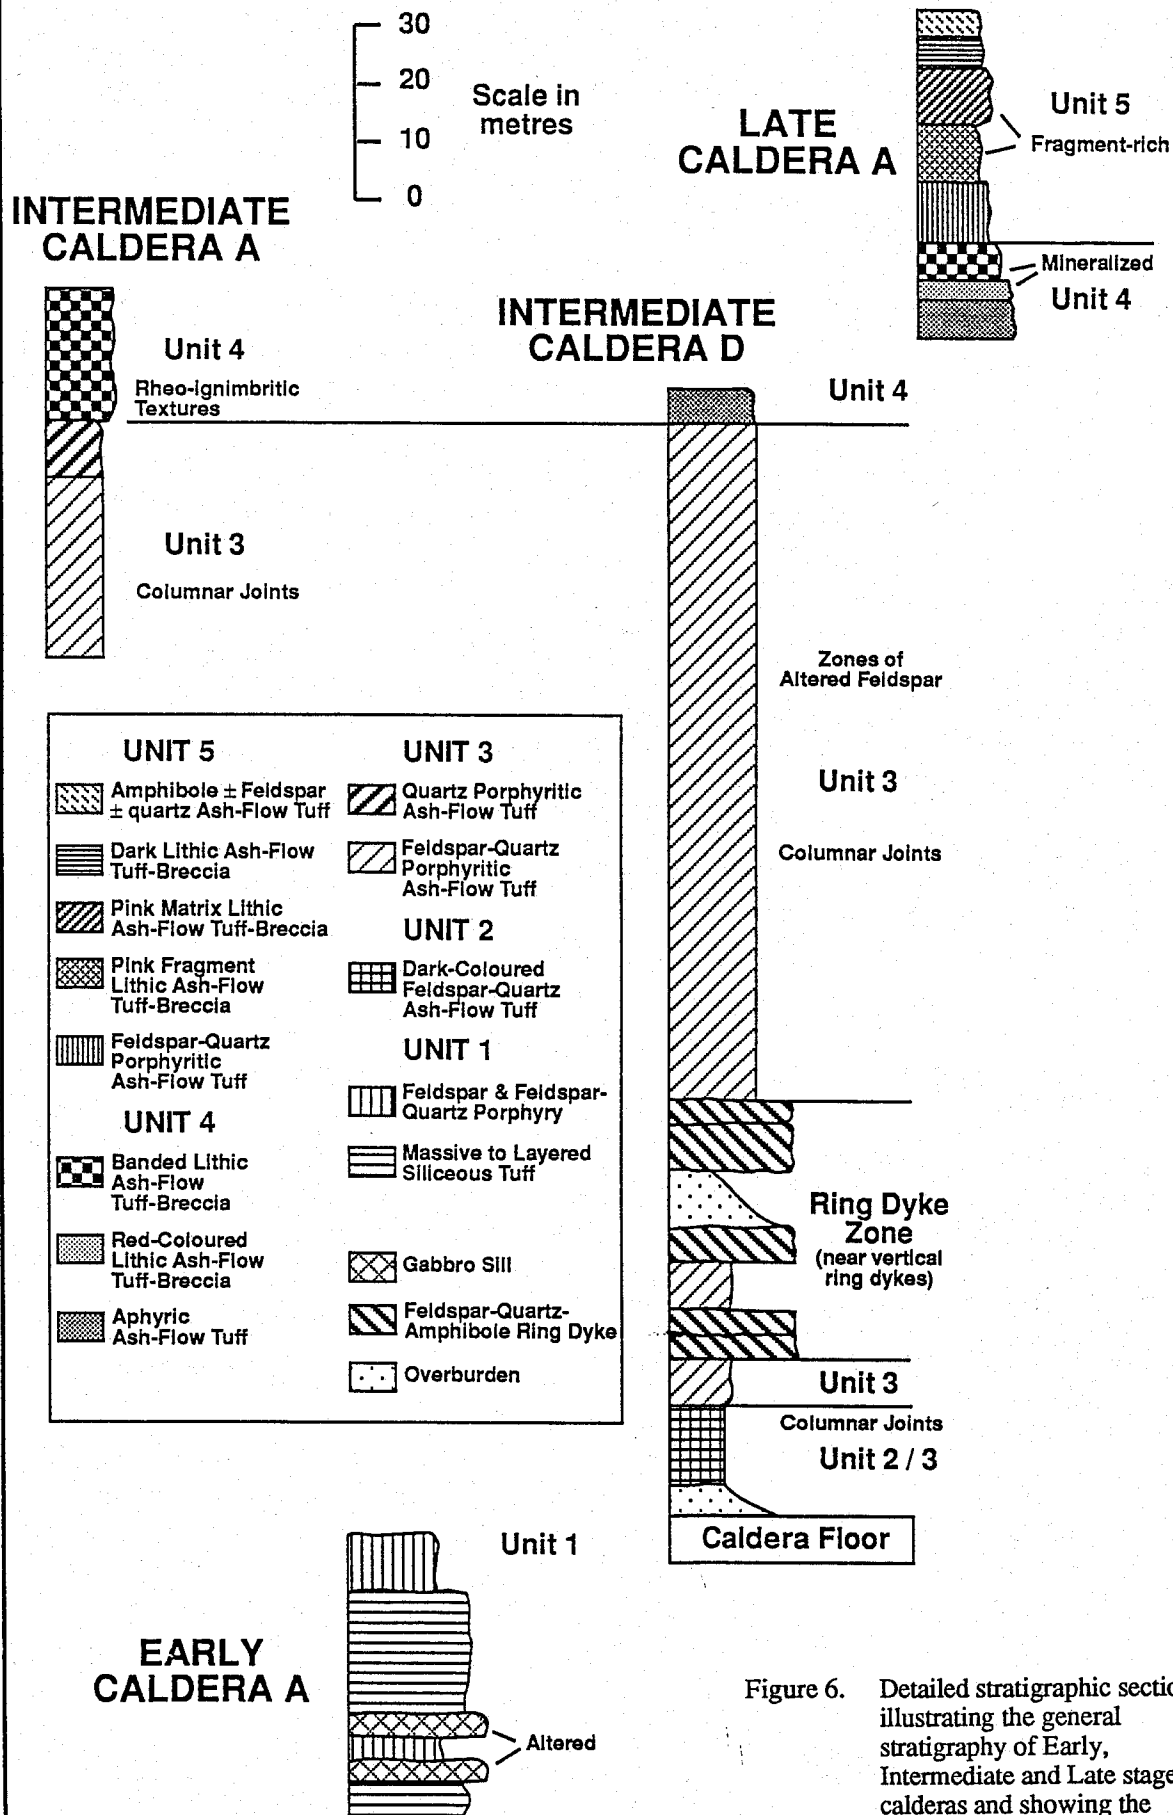 30
20
10
0
Scale in
metres
LATE
CALDERA A
Unit 5
Fragment-rich
Mineralized
Unit 4
INTERMEDIATE
CALDERA A
Unit 4
Rheo-ignimbritic
Textures
Unit 3
Columnar Joints
INTERMEDIATE
CALDERA D
Unit 4
Zones of
Altered Feldspar
Unit 3
Columnar Joints
Ring Dyke
Zone
(near vertical
ring dykes)
Unit 3
Columnar Joints
Unit 2 / 3
Caldera Floor
UNIT 5
Amphibole ± Feldspar
± quartz Ash-Flow Tuff
Dark Lithic Ash-Flow
Tuff-Breccia
Pink Matrix Lithic
Ash-Flow Tuff-Breccia
Pink Fragment
Lithic Ash-Flow
Tuff-Breccia
Feldspar-Quartz
Porphyritic
Ash-Flow Tuff
UNIT 4
Banded Lithic
Ash-Flow
Tuff-Breccia
Red-Coloured
Lithic Ash-Flow
Tuff-Breccia
Aphyric
Ash-Flow Tuff
UNIT 3
Quartz Porphyritic
Ash-Flow Tuff
Feldspar-Quartz
Porphyritic
Ash-Flow Tuff
UNIT 2
Dark-Coloured
Feldspar-Quartz
Ash-Flow Tuff
UNIT 1
Feldspar & Feldspar-
Quartz Porphyry
Massive to Layered
Siliceous Tuff
Gabbro Sill
Feldspar-Quartz-
Amphibole Ring Dyke
Overburden
Unit 1
EARLY
CALDERA A
Altered
Figure 6. Detailed stratigraphic sectio
illustrating the general
stratigraphy of Early,
Intermediate and Late stage
calderas and showing the